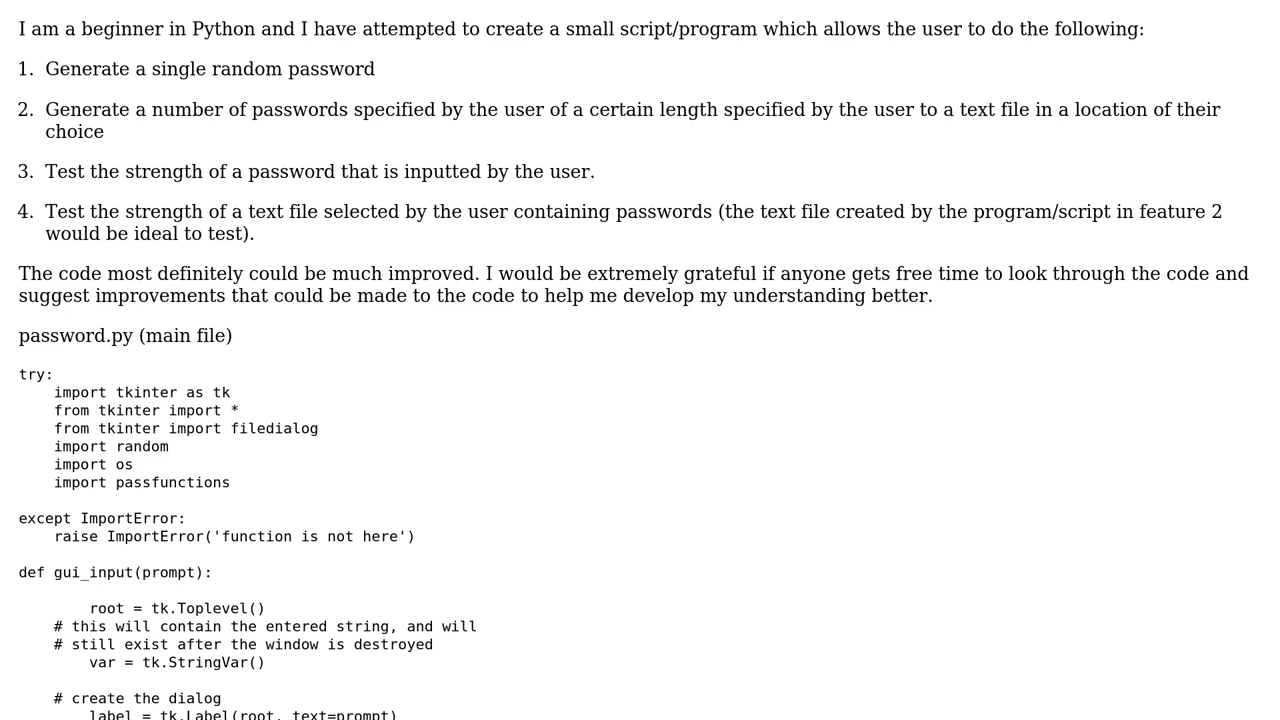 I am a beginner in Python and I have attempted to create a small script/program which allows the user to do the following:
1. Generate a single random password
2. Generate a number of passwords specified by the user of a certain length specified by the user to a text file in a location of their
choice
3. Test the strength of a password that is inputted by the user.
4. Test the strength of a text file selected by the user containing passwords (the text file created by the program/script in feature 2
would be ideal to test).
The code most definitely could be much improved. I would be extremely grateful if anyone gets free time to look through the code and
suggest improvements that could be made to the code to help me develop my understanding better.
password.py (main file)
try:
    import tkinter as tk
    from tkinter import *
    from tkinter import filedialog
    import random
    import os
    import passfunctions
except ImportError:
    raise ImportError('function is not here')
def gui_input(prompt):
        root = tk.Toplevel()
    # this will contain the entered string, and will
    # still exist after the window is destroyed
        var = tk.StringVar()
    # create the dialog
        label = tk.Label(root, text=prompt)